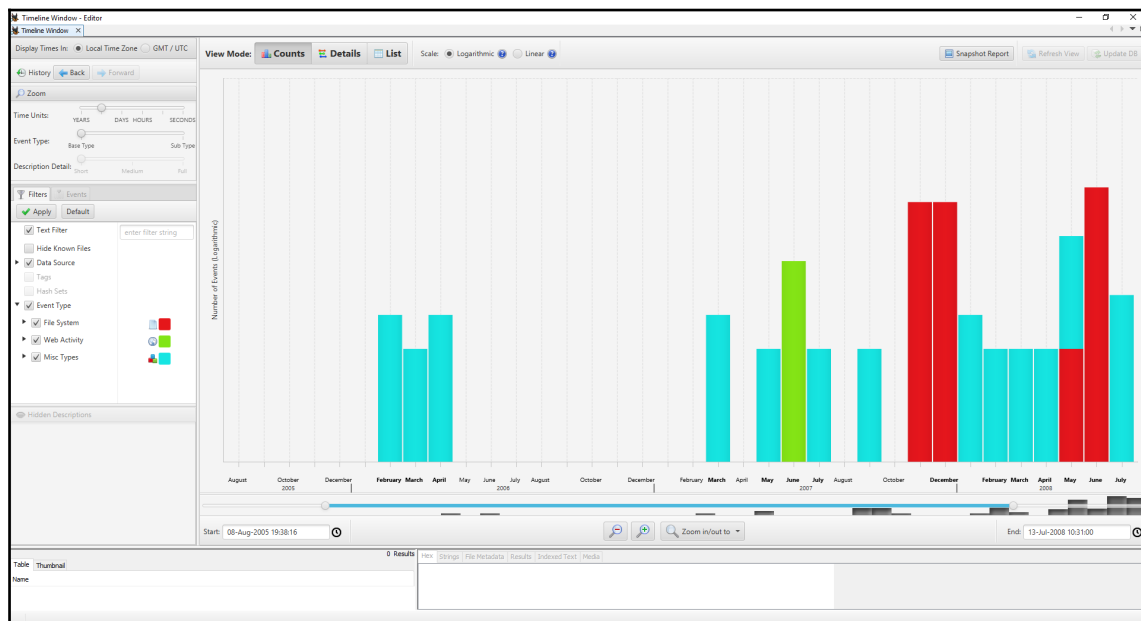 Timeline Window - Editor
Timeline Window
Display Times In: Local Time Zone GMT / UTC
History Back Forward
Zoom
Time Units:
YEARS DAYS HOURS SECONDS
Event Type:
Base Type Sub Type
Description Detail:
Short Medium Full
Filters Events
Apply Default
Text Filter enter filter string
Hide Known Files
Data Source
Tags
Hash Sets
Event Type
File System
Web Activity
Misc Types
Hidden Descriptions
View Mode: Counts Details List Scale: Logarithmic Linear Snapshot Report Refresh View Update DB
Number of Events (Logarithmic)
August October December February March April May June July August October December February March April May June July August October December February March April May June July
2005 2006 2007 2008
Start: 08-Aug-2005 19:38:16 Zoom in/out to End: 13-Jul-2008 10:31:00
0 Results
Table Thumbnail
Name
Hex Strings File Metadata Results Indexed Text Media